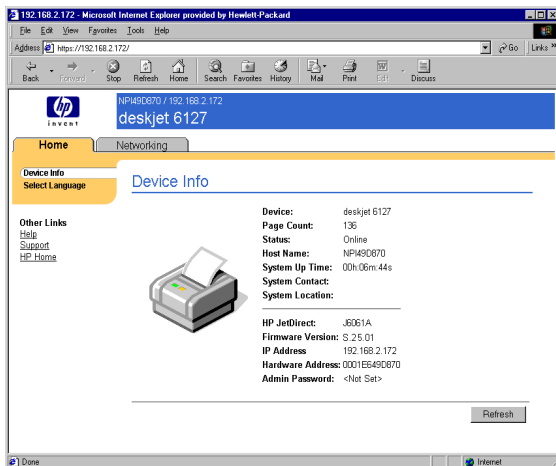 192.168.2.172 - Microsoft Internet Explorer provided by Hewlett-Packard
File Edit View Favorites Tools Help
Address https://192.168.2.172/ Go Links »
Back Forward Stop Refresh Home Search Favorites History Mail Print Edit Discuss
hp
invent
NPI49D870 / 192.168.2.172
deskjet 6127
Home Networking
Device Info
Select Language
Device Info
Other Links
Help
Support
HP Home
Device: deskjet 6127
Page Count: 136
Status: Online
Host Name: NPI49D870
System Up Time: 00h:06m:44s
System Contact:
System Location:
HP JetDirect: J6061A
Firmware Version: S.25.01
IP Address 192.168.2.172
Hardware Address: 0001E649D870
Admin Password: <Not Set>
Refresh
Done Internet